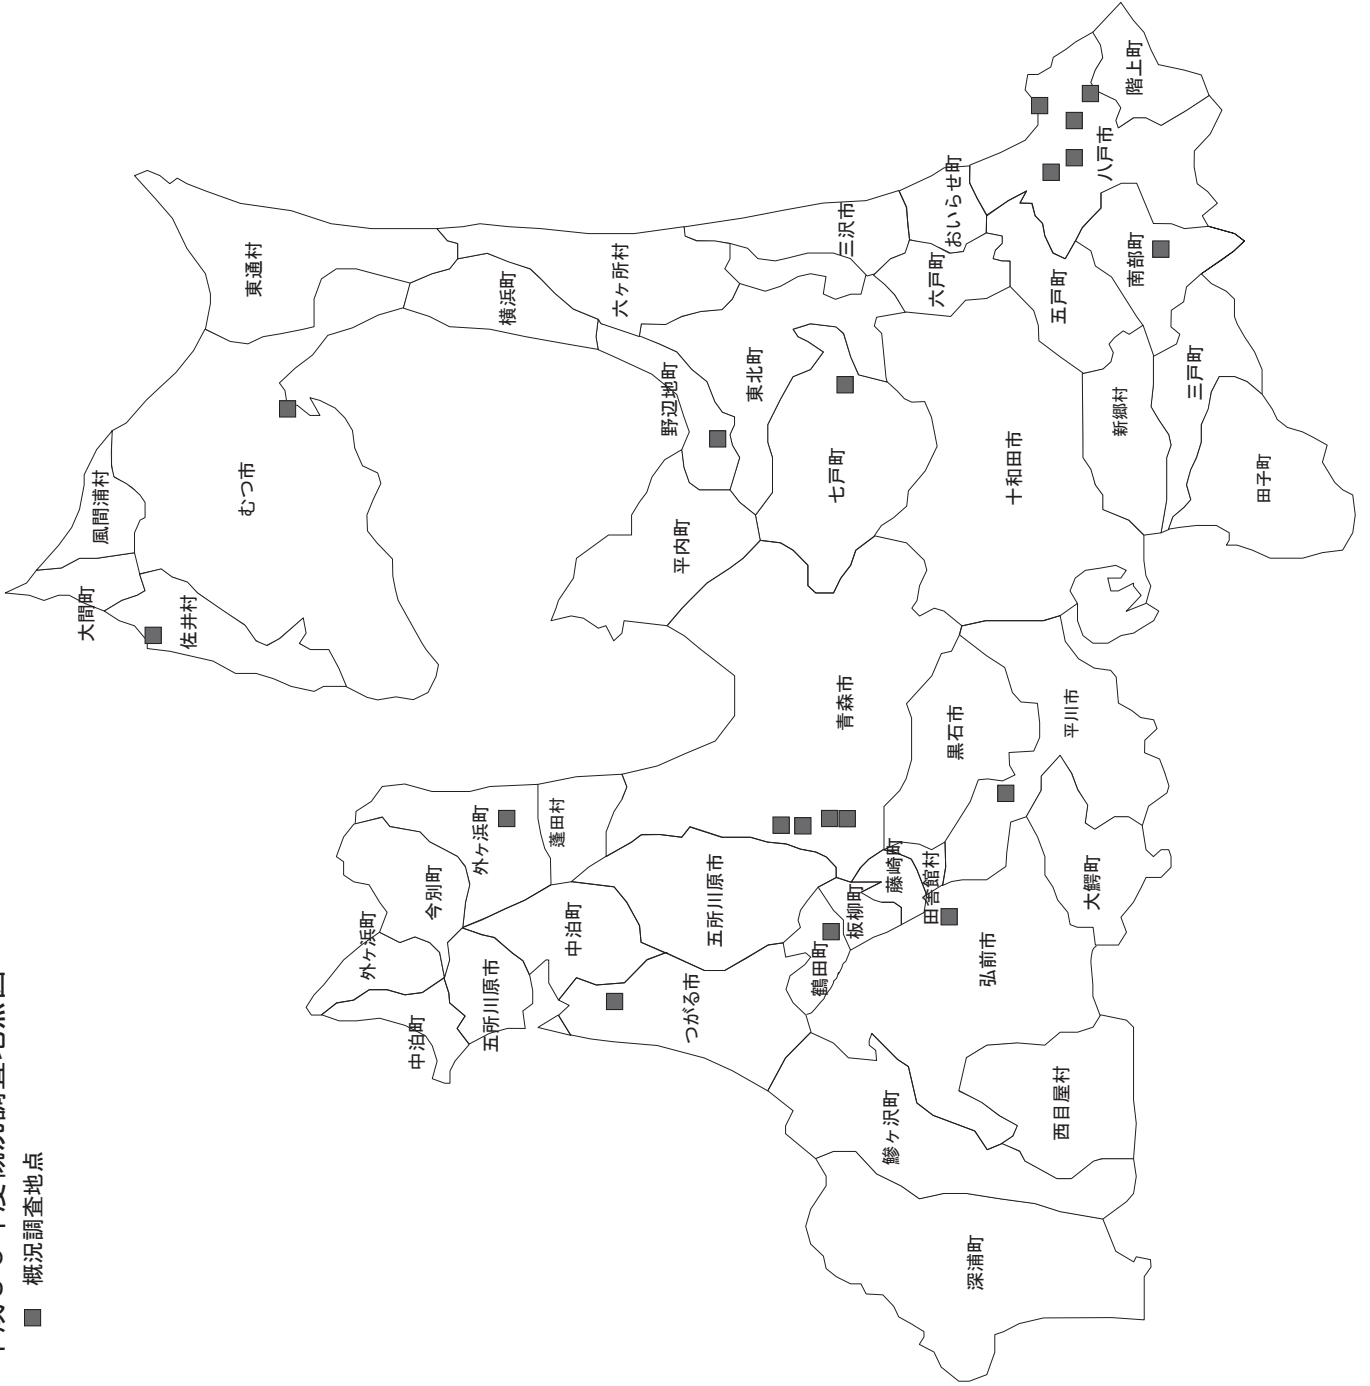 年度概況調査地点図
概況調査地点
大間町
風間浦村
佐井村
むつ市
東通村
横浜町
六ヶ所村
野辺地町
東北町
平内町
七戸町
三沢市
おいらせ町
六戸町
十和田市
五戸町
八戸市
階上町
南部町
新郷村
三戸町
田子町
青森市
黒石市
平川市
外ヶ浜町
蓬田村
今別町
外ヶ浜町
中泊町
五所川原市
中泊町
五所川原市
つがる市
鶴田町
板柳町
藤崎町
田舎館村
弘前市
大鰐町
西目屋村
鰺ヶ沢町
深浦町